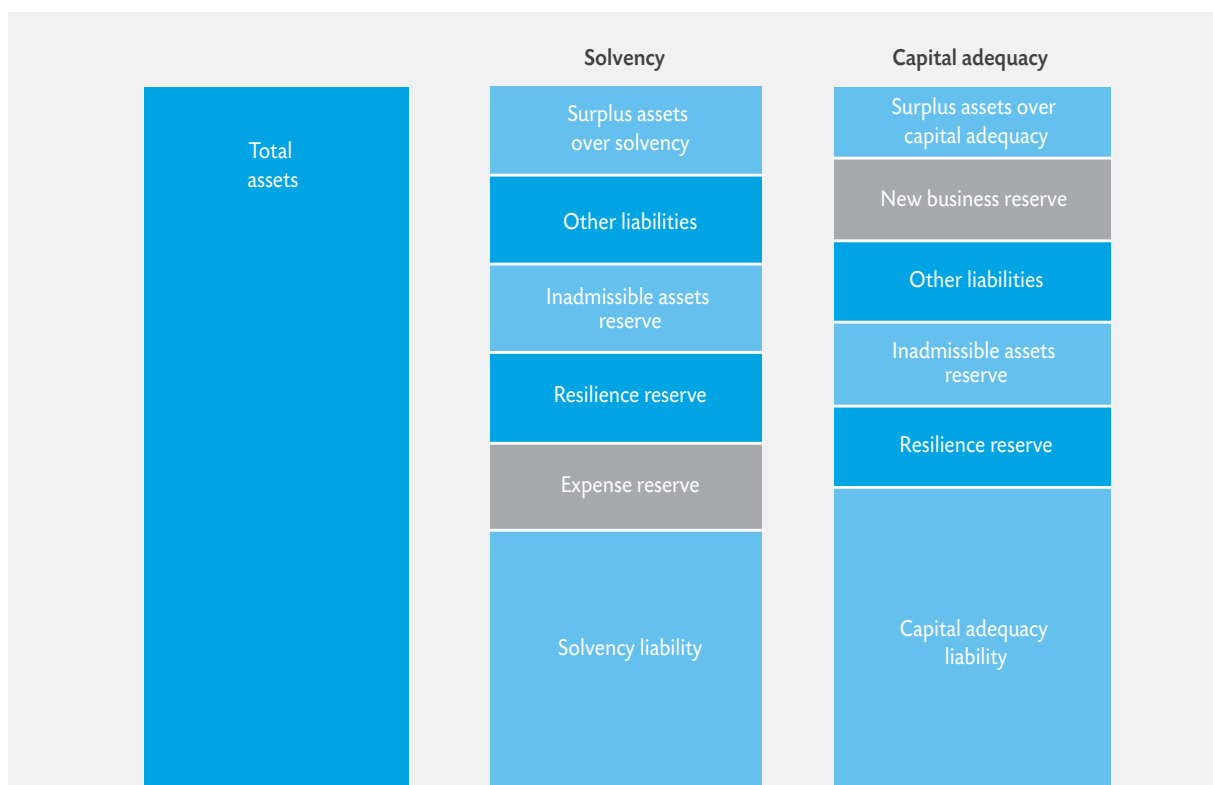 Total
assets
Solvency
Surplus assets
over solvency
Other liabilities
Inadmissible assets
reserve
Resilience reserve
Expense reserve
Solvency liability
Capital adequacy
Surplus assets over
capital adequacy
New business reserve
Other liabilities
Inadmissible assets
reserve
Resilience reserve
Capital adequacy
liability